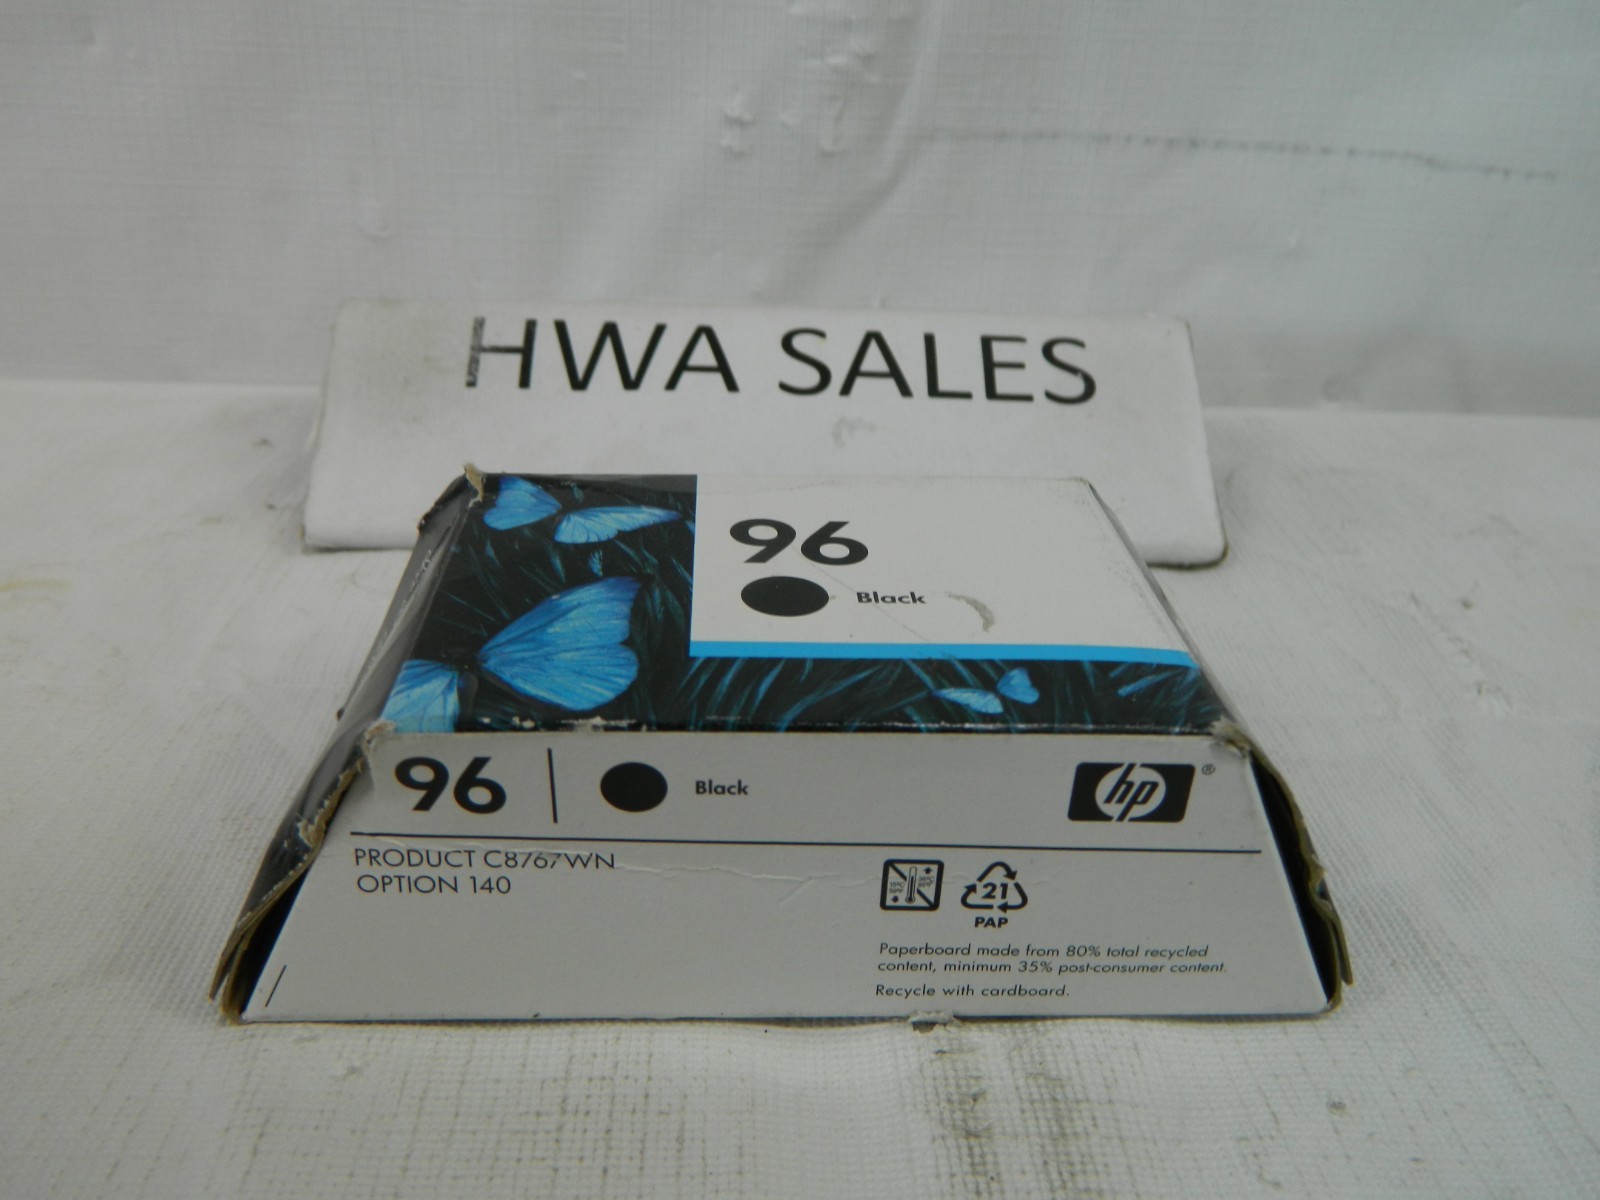 HWA SALES
96
Black
96 | Black
hp®
PRODUCT C8767WN
OPTION 140
21
PAP
Paperboard made from 80% total recycled
content, minimum 35% post-consumer content.
Recycle with cardboard.